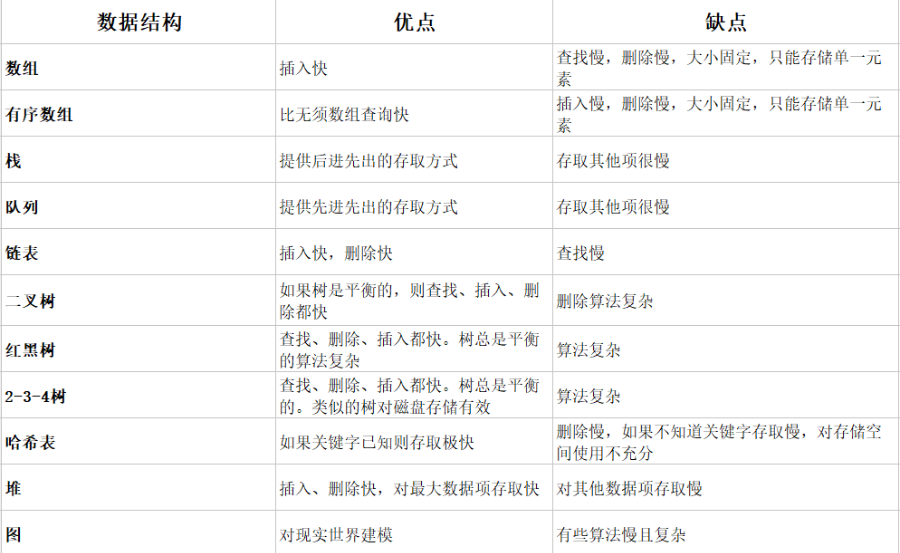 数据结构 优点 缺点
数组 插入快 查找慢，删除慢，大小固定，只能存储单一元
素
有序数组 比无须数组查询快 插入慢，删除慢，大小固定，只能存储单一元
素
栈 提供后进先出的存取方式 存取其他项很慢
队列 提供先进先出的存取方式 存取其他项很慢
链表 插入快，删除快 查找慢
二叉树 如果树是平衡的，则查找、插入、删
除都快 删除算法复杂
红黑树 查找、删除、插入都快。树总是平衡
的算法复杂 算法复杂
2-3-4树 查找、删除、插入都快。树总是平衡
的。类似的树对磁盘存储有效 算法复杂
哈希表 如果关键字已知则存取极快 删除慢，如果不知道关键字存取慢，对存储空
间使用不充分
堆 插入、删除快，对最大数据项存取快 对其他数据项存取慢
图 对现实世界建模 有些算法慢且复杂